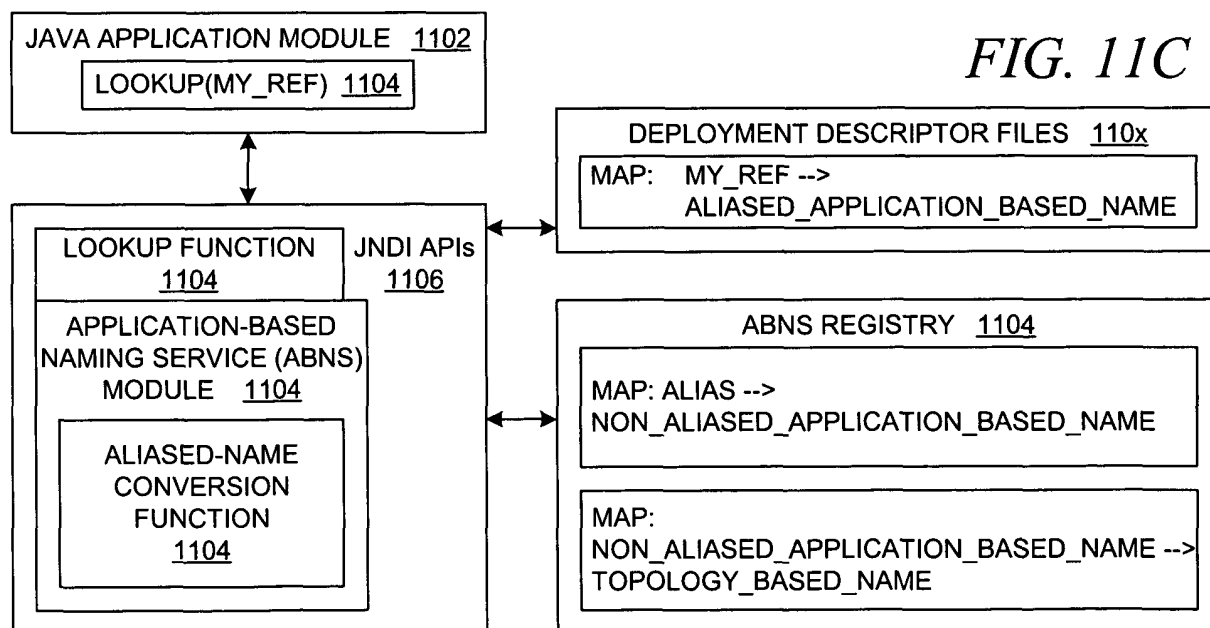 JAVA APPLICATION MODULE 1102
LOOKUP(MY_REF) 1104
FIG. 11C
DEPLOYMENT DESCRIPTOR FILES 110x
MAP: MY_REF -->
ALIASED_APPLICATION_BASED_NAME
LOOKUP FUNCTION
1104
JNDI APIs
1106
APPLICATION-BASED
NAMING SERVICE (ABNS)
MODULE 1104
ALIASED-NAME
CONVERSION
FUNCTION
1104
ABNS REGISTRY 1104
MAP: ALIAS -->
NON_ALIASED_APPLICATION_BASED_NAME
MAP:
NON_ALIASED_APPLICATION_BASED_NAME -->
TOPOLOGY_BASED_NAME